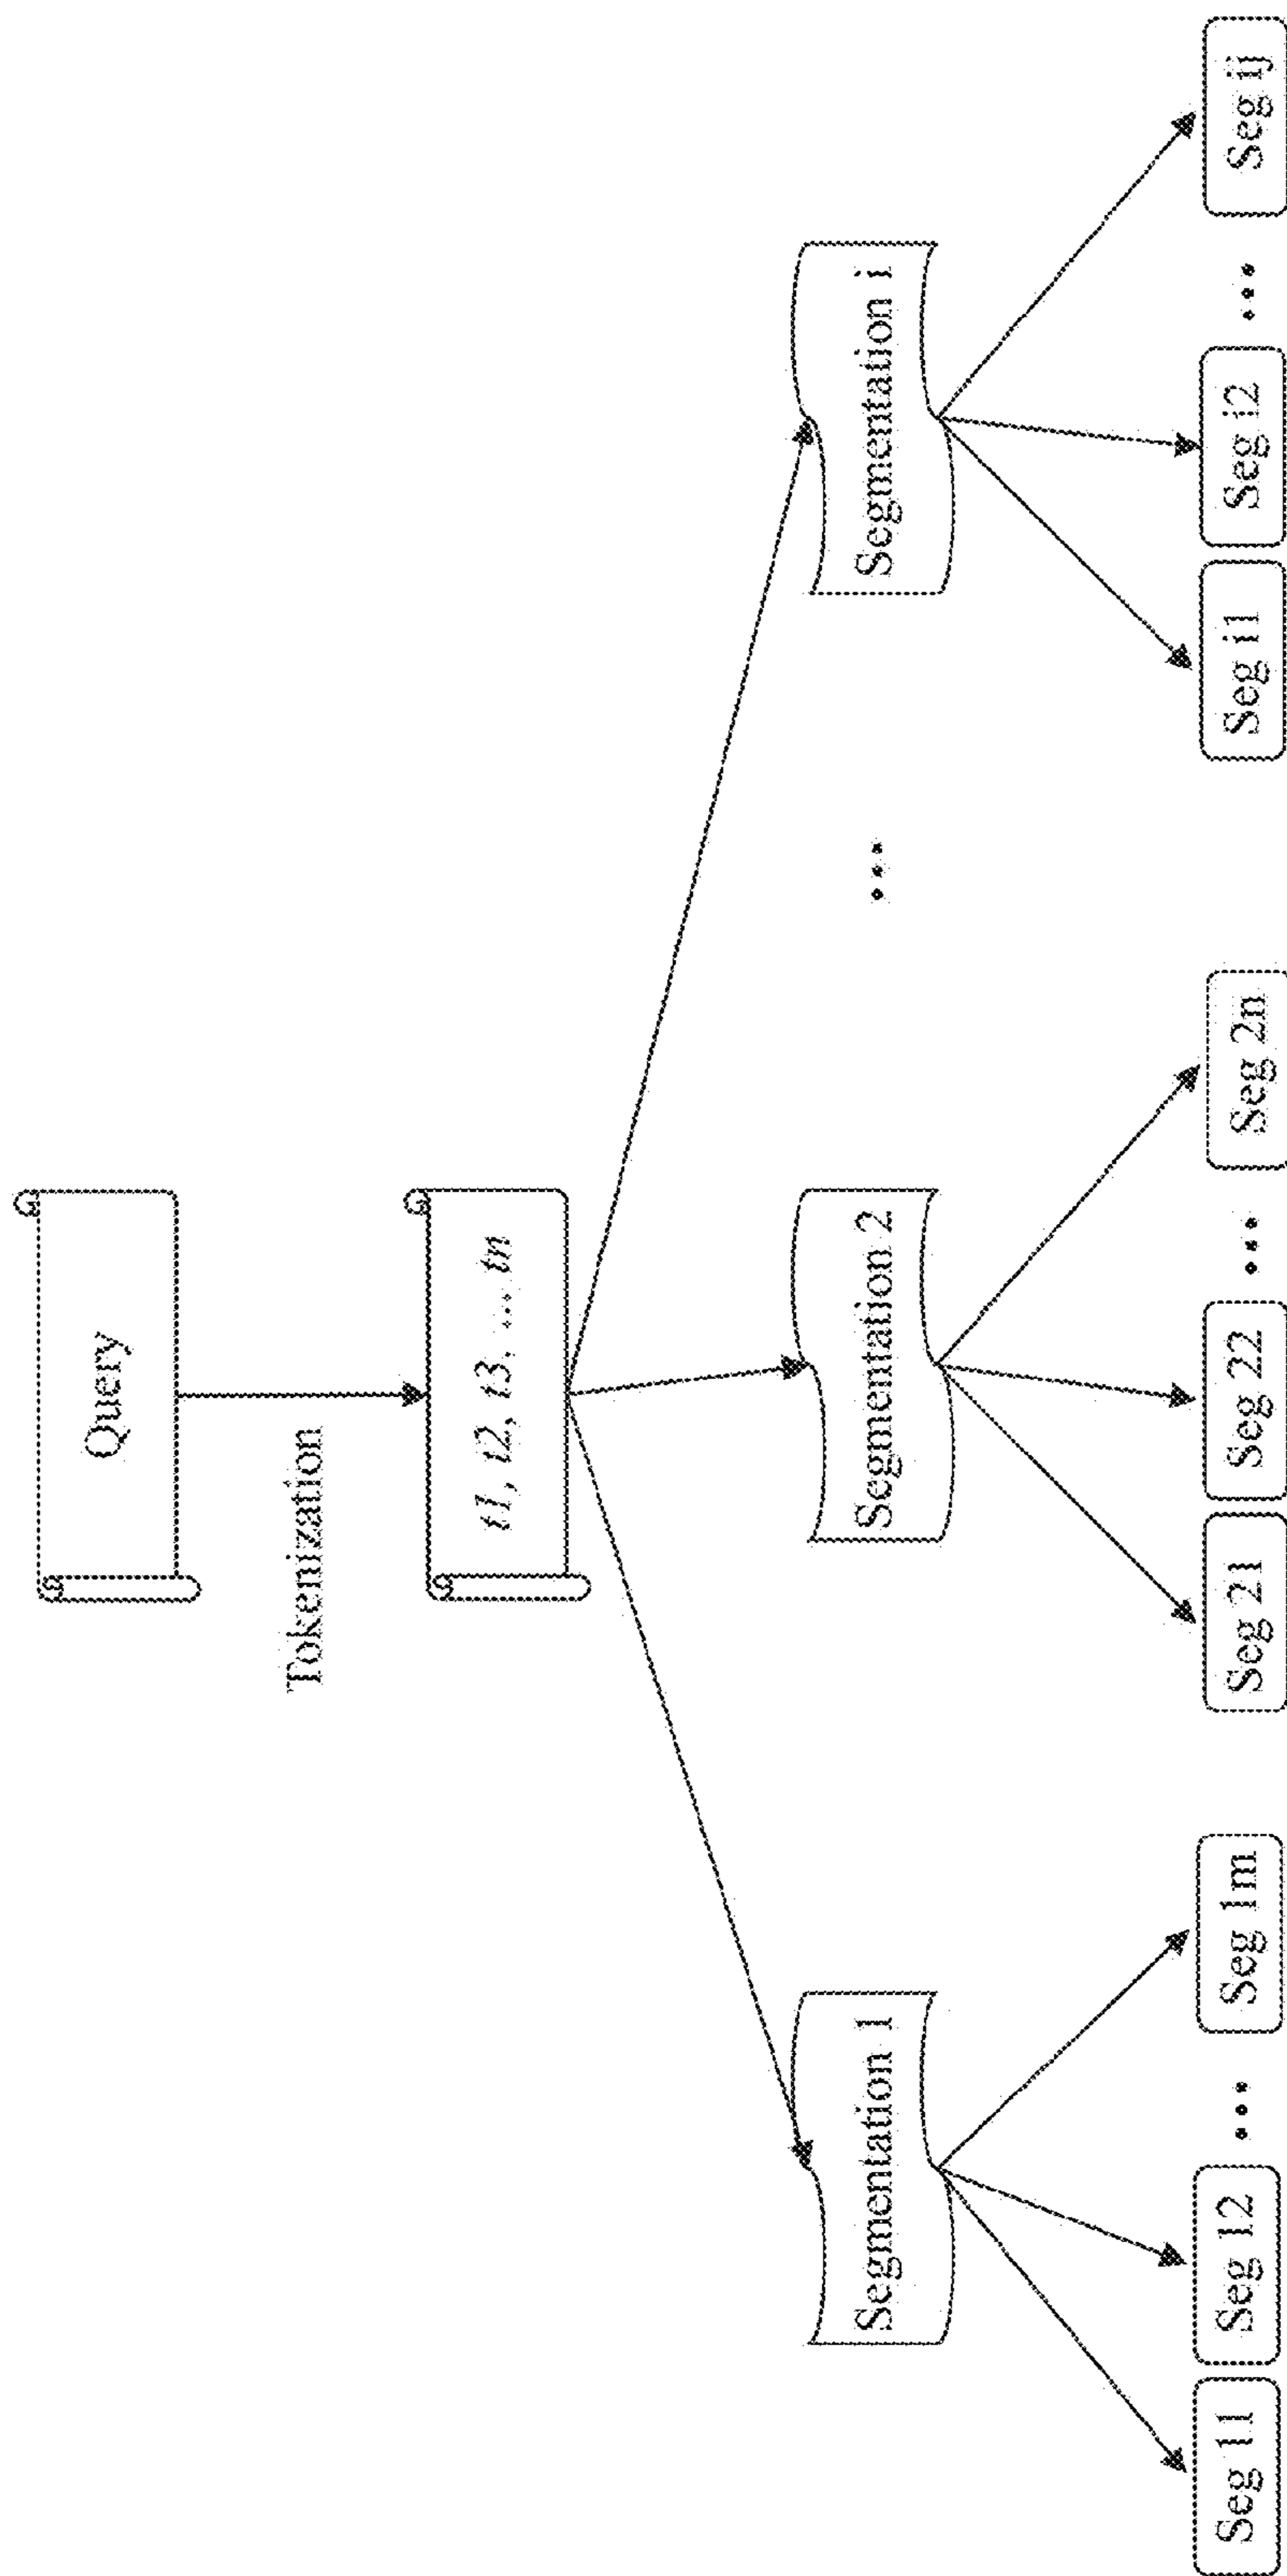 Query
Tokenization
t1, t2, t3, ... tn
Segmentation 1
Segmentation 2
...
Segmentation i
Seg 11
Seg 12
...
Seg 1m
Seg 21
Seg 22
...
Seg 2n
Seg i1
Seg i2
...
Seg ij